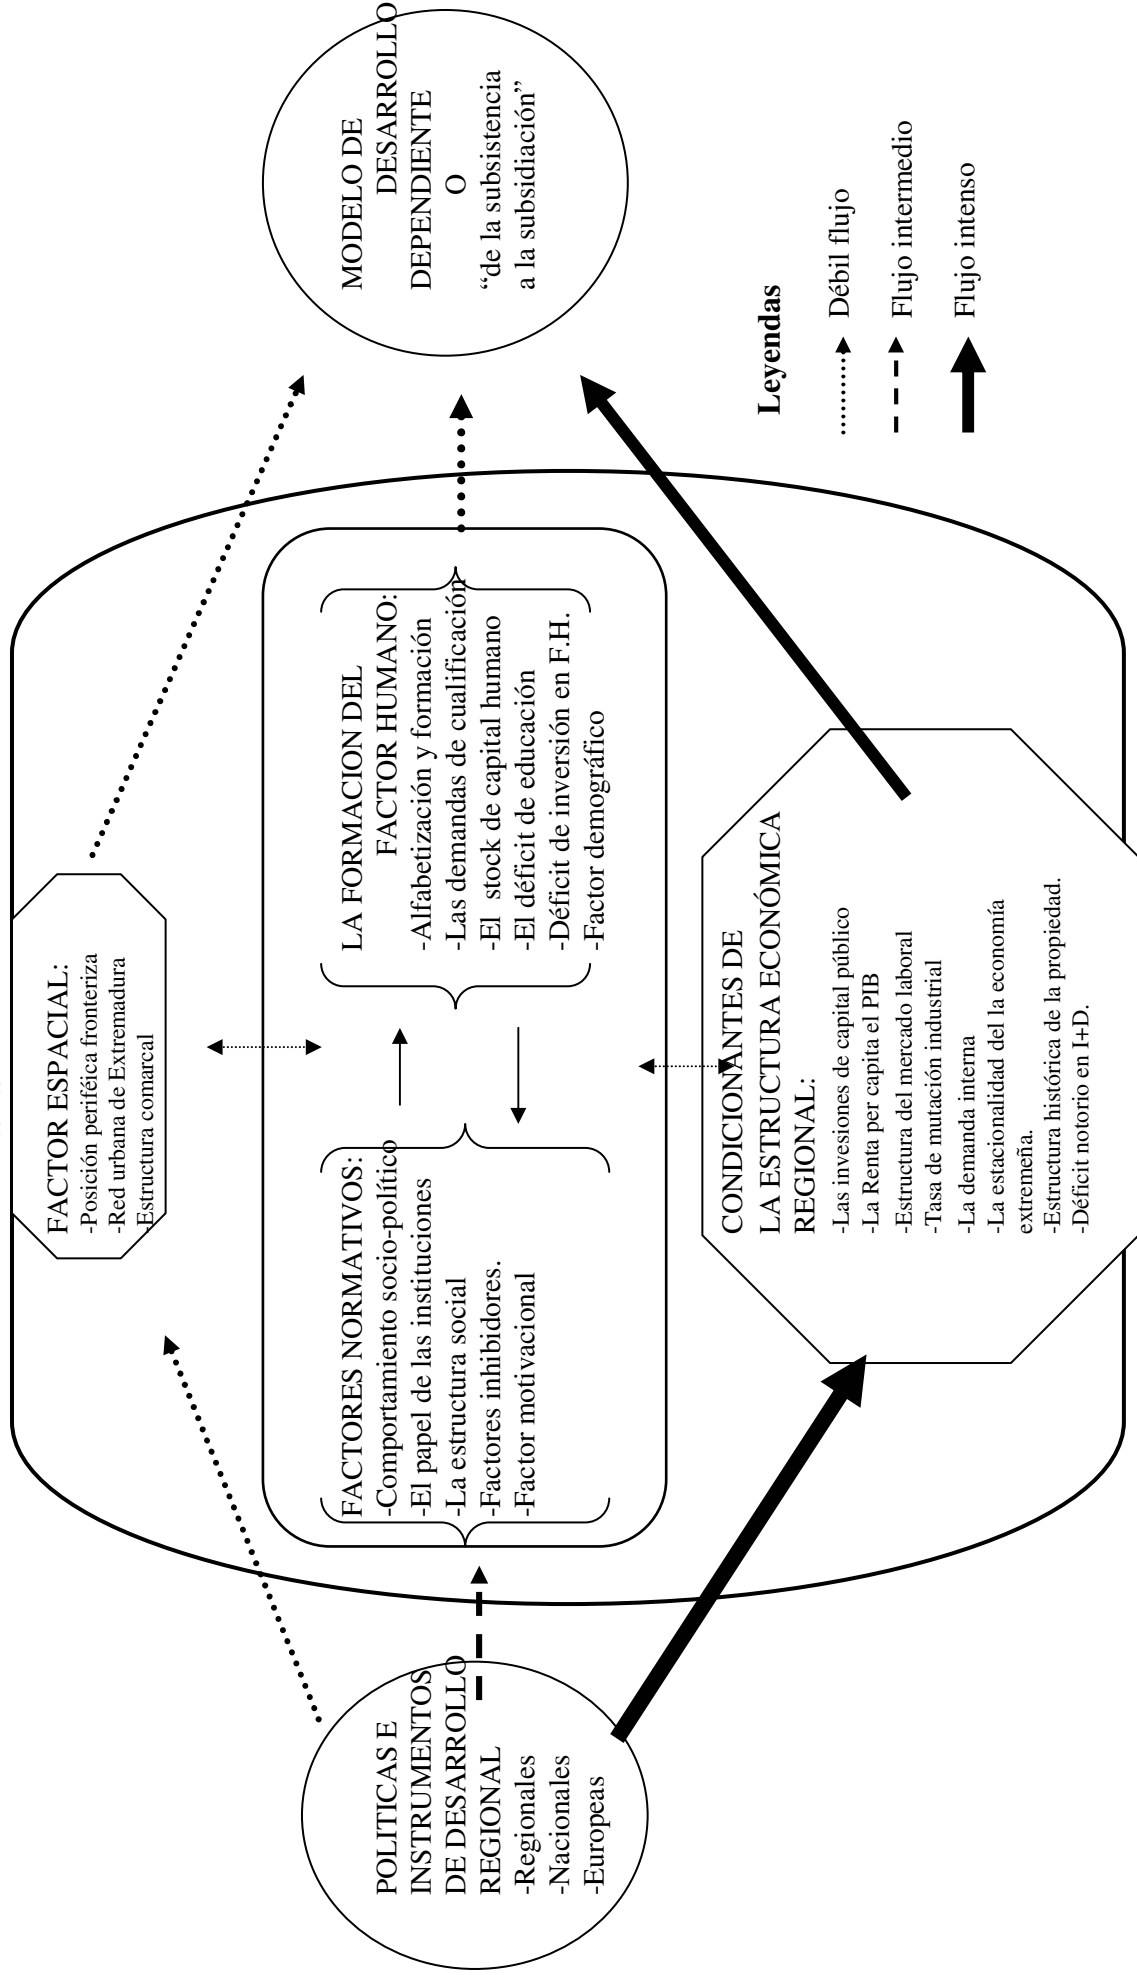 FACTOR ESPACIAL:
-Posición periféica fronteriza
-Red urbana de Extremadura
-Estructura comarcal
POLITICAS E
INSTRUMENTOS
DE DESARROLLO
REGIONAL
-Regionales
-Nacionales
-Europeas
FACTORES NORMATIVOS:
-Comportamiento socio-político
-El papel de las instituciones
-La estructura social
-Factores inhibidores.
-Factor motivacional
LA FORMACION DEL
FACTOR HUMANO:
-Alfabetización y formación
-Las demandas de cualificación
-El stock de capital humano
-El déficit de educación
-Déficit de inversión en F.H.
-Factor demográfico
MODELO DE
DESARROLLO
DEPENDIENTE
O
“de la subsistencia
a la subsidiación”
CONDICIONANTES DE
LA ESTRUCTURA ECONÓMICA
REGIONAL:
-Las invesiones de capital público
-La Renta per capita el PIB
-Estructura del mercado laboral
-Tasa de mutación industrial
-La demanda interna
-La estacionalidad del la economía
extremeña.
-Estructura histórica de la propiedad.
-Déficit notorio en I+D.
Leyendas
Débil flujo
Flujo intermedio
Flujo intenso